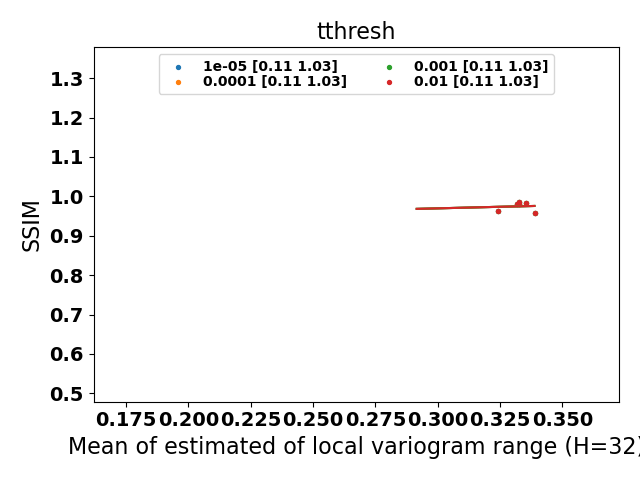 tthresh
1e-05 [0.11 1.03]
0.0001 [0.11 1.03]
0.001 [0.11 1.03]
0.01 [0.11 1.03]
SSIM
1.3
1.2
1.1
1.0
0.9
0.8
0.7
0.6
0.5
0.175 0.200 0.225 0.250 0.275 0.300 0.325 0.350
Mean of estimated of local variogram range (H=32)